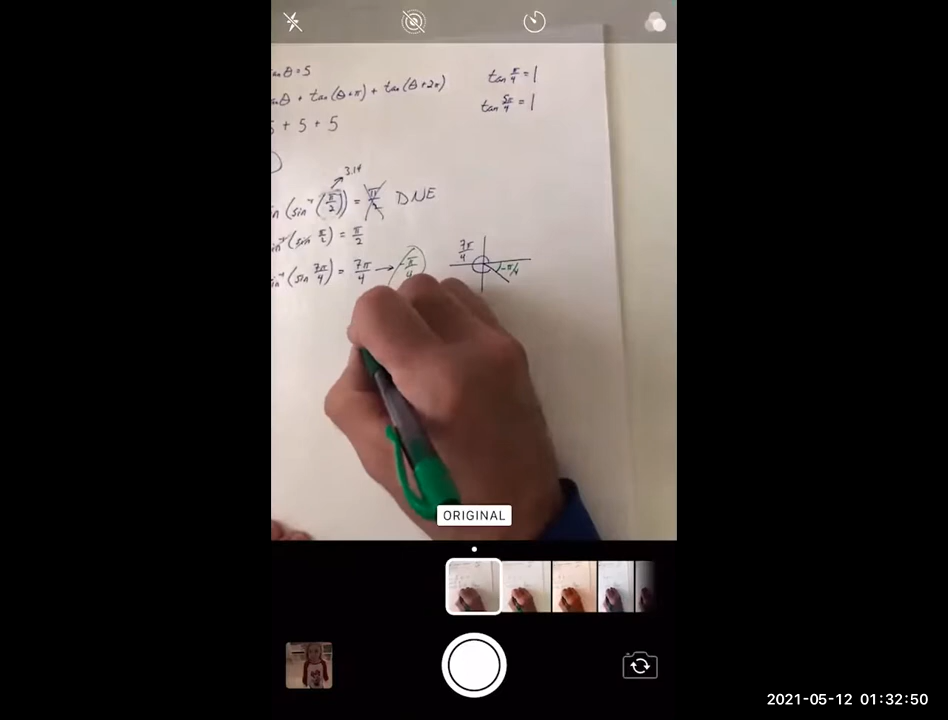 tan θ = 5
tan θ + tan(θ+π) + tan(θ+2π)
5 + 5 + 5
tan π/4 = 1
tan 5π/4 = 1
3.14
sin (sin⁻¹(π/2)) = π/2 DNE
sin⁻¹(sin π/2) = π/2
sin⁻¹(sin 7π/4) = 7π/4 → -π/4
7π/4
-π/4
ORIGINAL
2021-05-12 01:32:50